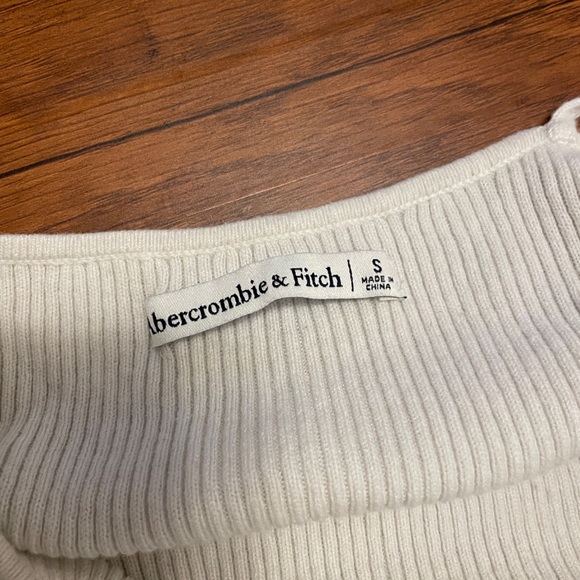 Abercrombie & Fitch | S
MADE IN
CHINA